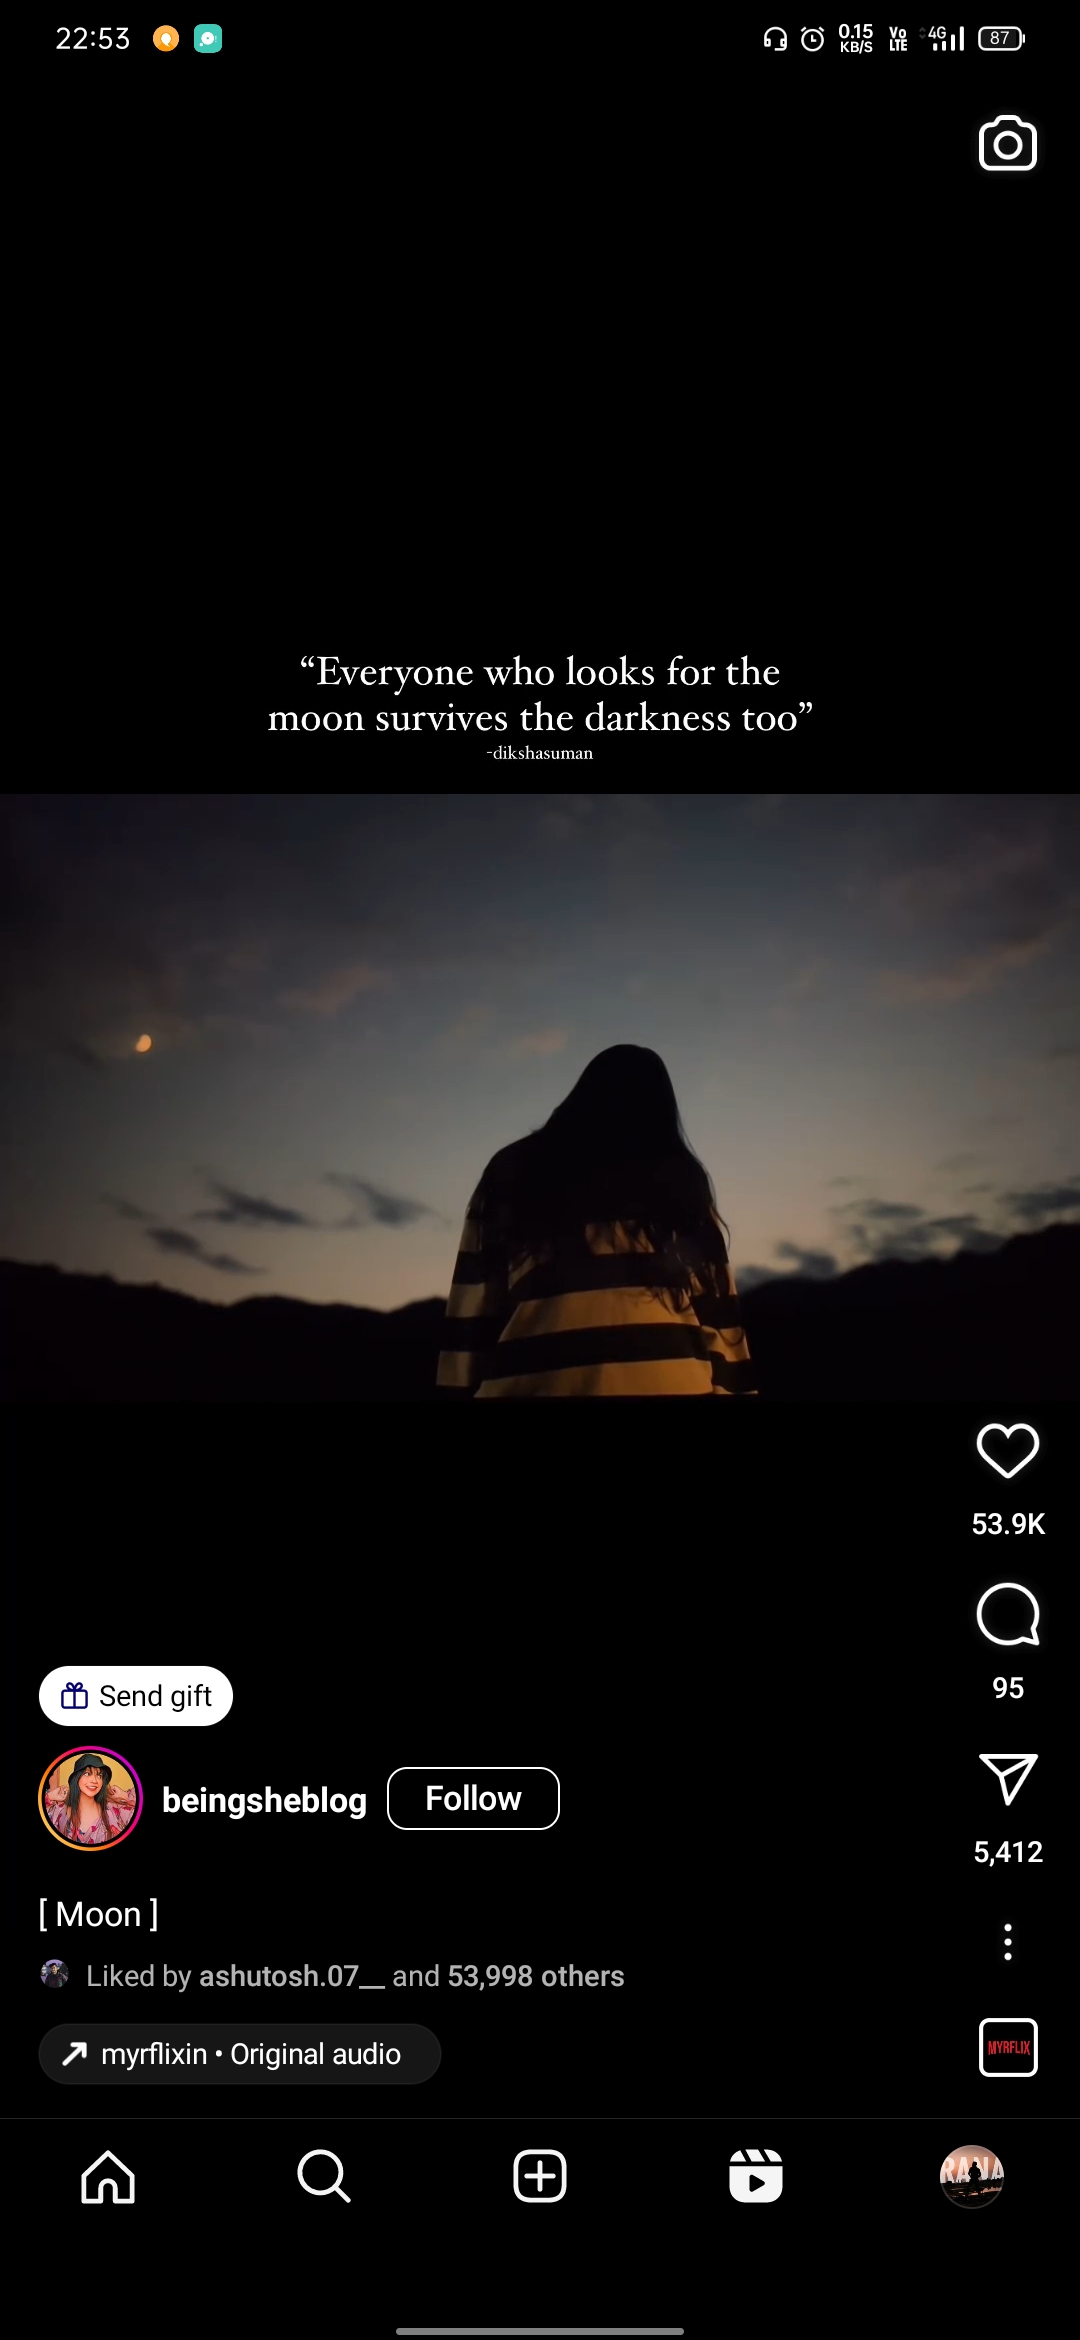 22:53
0.15
KB/S
Vo
LTE
4G
87
“Everyone who looks for the
moon survives the darkness too”
-dikshasuman
53.9K
95
Send gift
beingsheblog
Follow
5,412
[ Moon ]
Liked by ashutosh.07__ and 53,998 others
myrflixin • Original audio
MYRFLIX
RANA